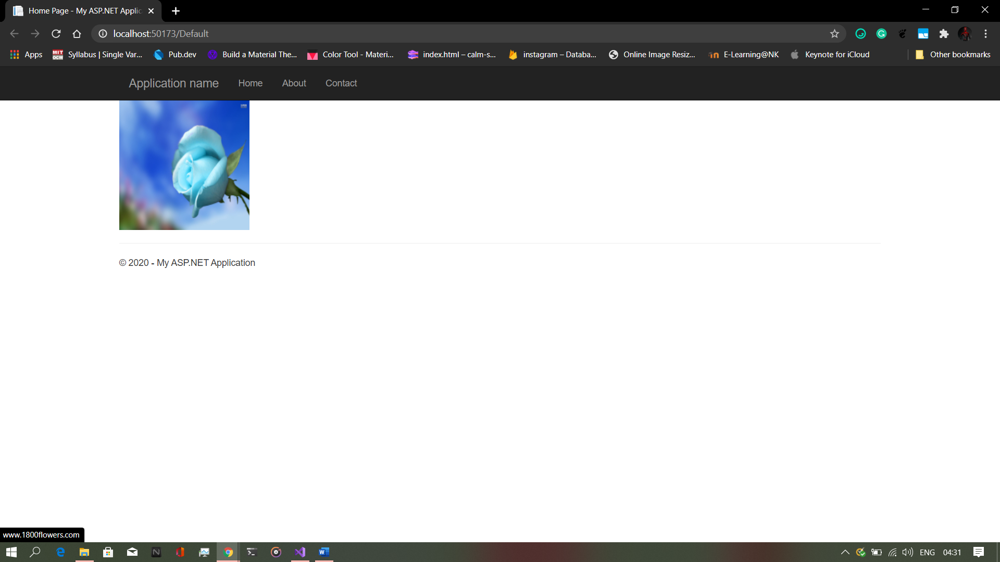 Home Page - My ASP.NET Applic
localhost:50173/Default
Apps
MIT OCW
Syllabus | Single Var...
Pub.dev
Build a Material The...
Color Tool - Materi...
index.html – calm-s...
instagram – Databa...
Online Image Resiz...
E-Learning@NK
Keynote for iCloud
Other bookmarks
Application name Home About Contact
© 2020 - My ASP.NET Application
www.1800flowers.com
ENG 04:31